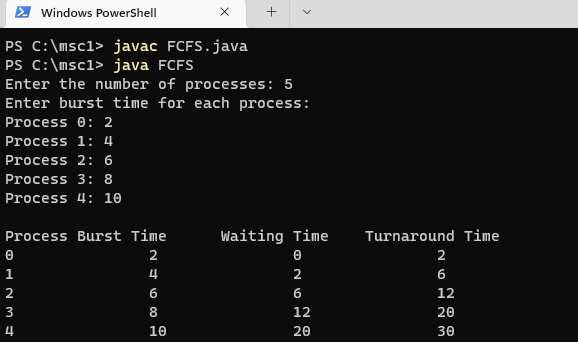 Windows PowerShell
PS C:\msc1> javac FCFS.java
PS C:\msc1> java FCFS
Enter the number of processes: 5
Enter burst time for each process:
Process 0: 2
Process 1: 4
Process 2: 6
Process 3: 8
Process 4: 10
Process Burst Time      Waiting Time    Turnaround Time
0               2               0               2
1               4               2               6
2               6               6               12
3               8               12              20
4               10              20              30